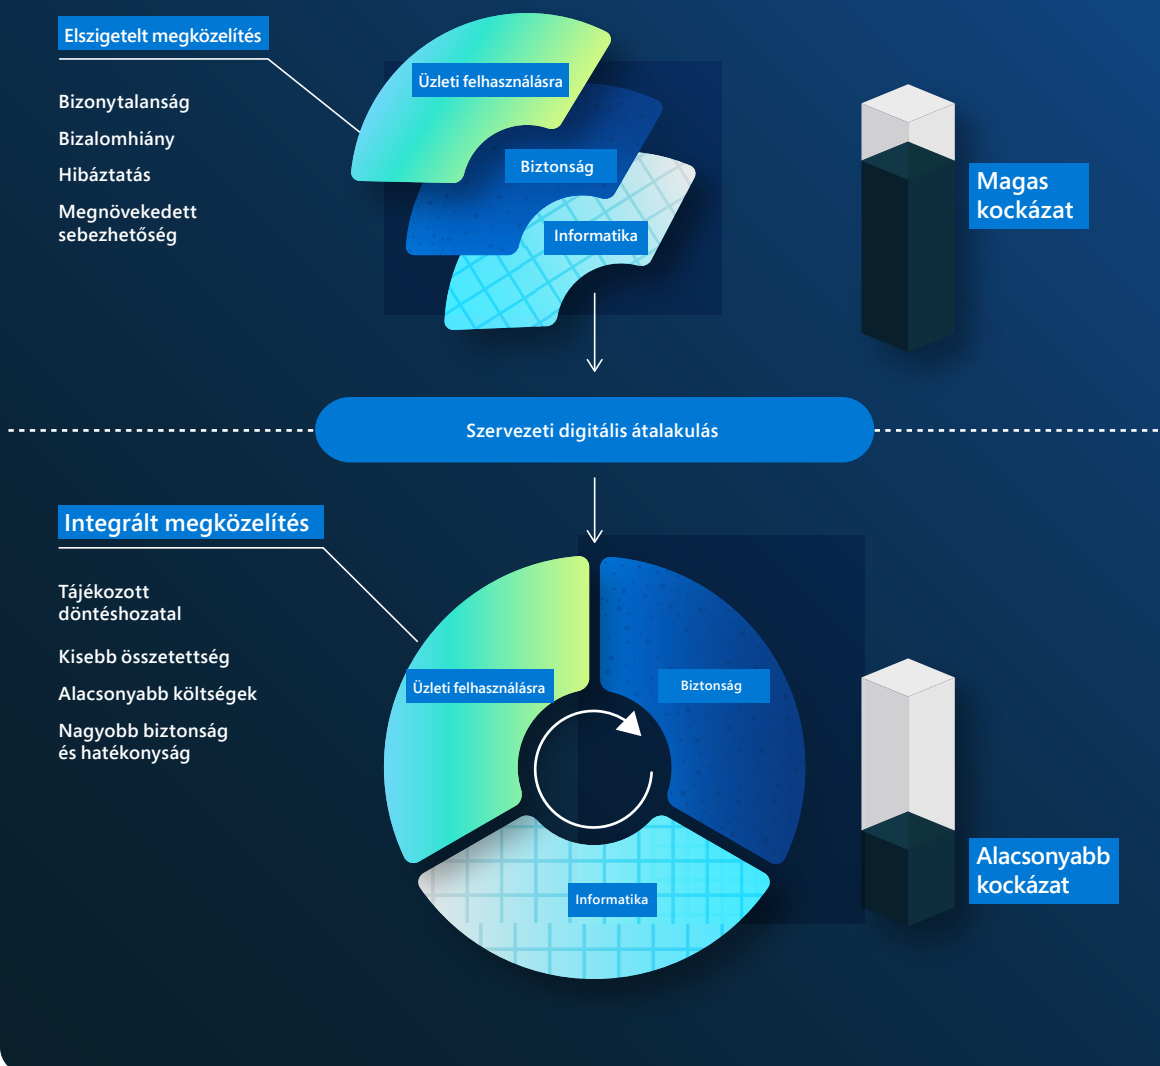 Elszigetelt megközelítés
Bizonytalanság
Bizalomhiány
Hibáztatás
Megnövekedett
sebezhetőség
Üzleti felhasználásra
Biztonság
Informatika
Magas
kockázat
Szervezeti digitális átalakulás
Integrált megközelítés
Tájékozott
döntéshozatal
Kisebb összetettség
Alacsonyabb költségek
Nagyobb biztonság
és hatékonyság
Üzleti felhasználásra
Biztonság
Informatika
Alacsonyabb
kockázat